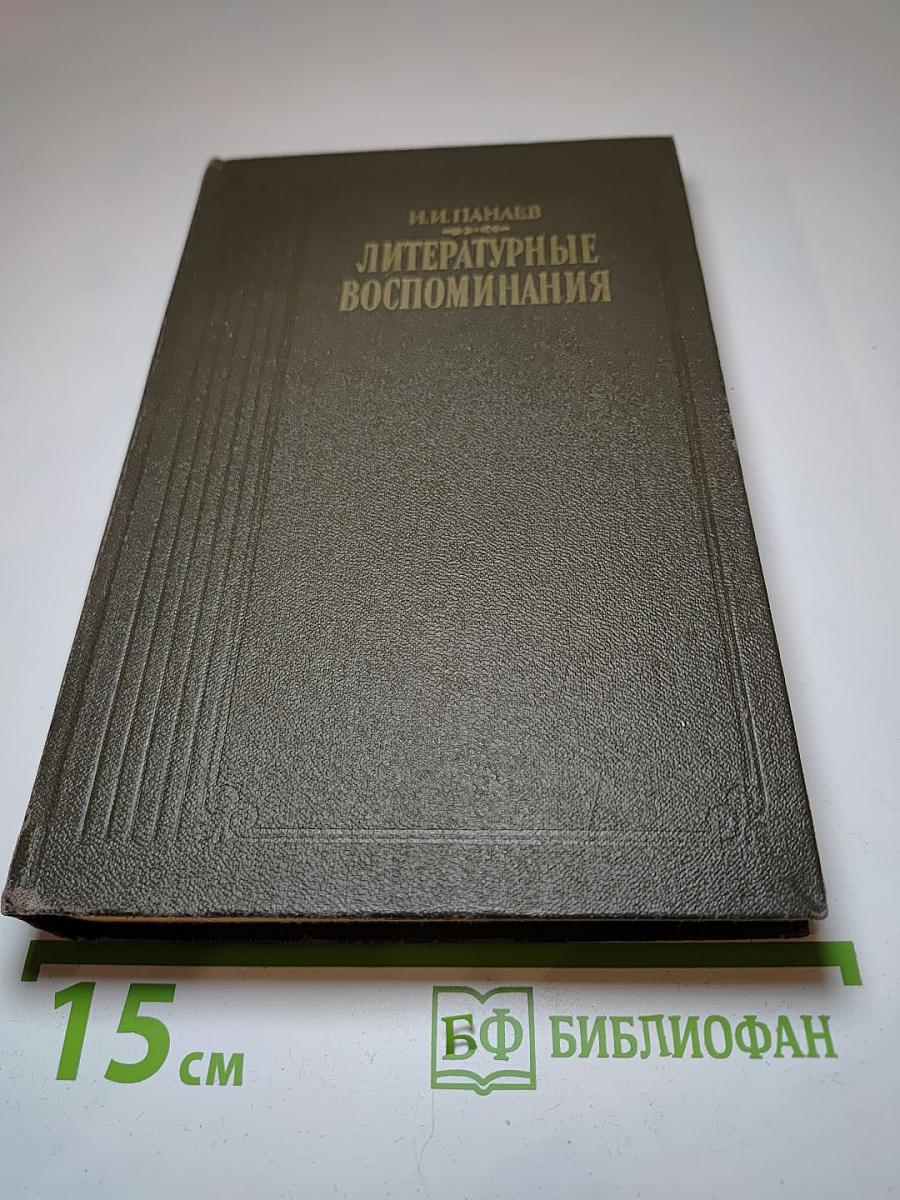 И.И.ПАНАЕВ
ЛИТЕРАТУРНЫЕ
ВОСПОМИНАНИЯ
15 см
БФ БИБЛИОФАН